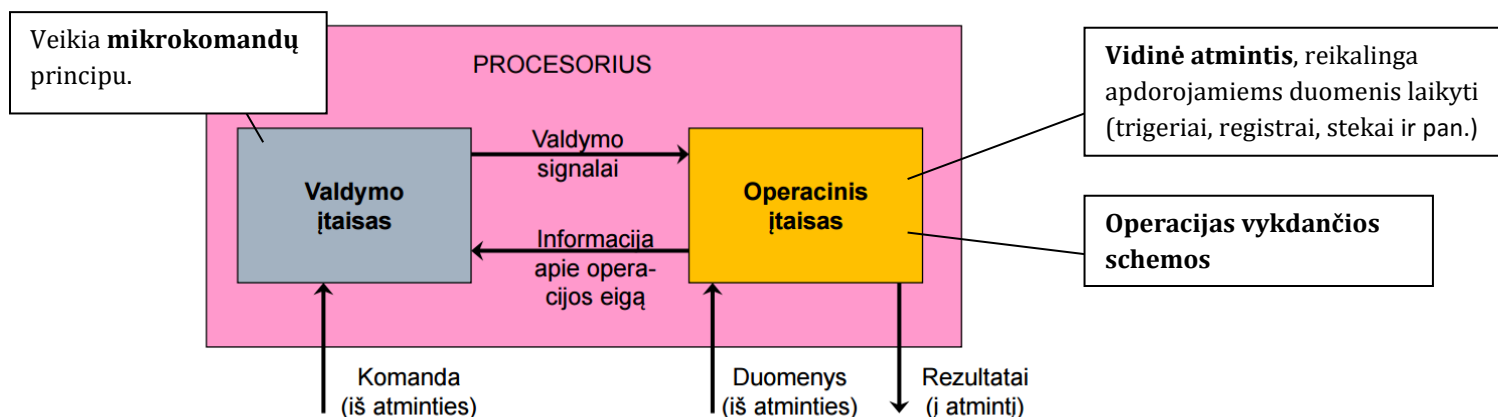 Veikia mikrokomandų
principu.
PROCESORIUS
Valdymo
įtaisas
Valdymo
signalai
Informacija
apie opera-
cijos eigą
Operacinis
įtaisas
Vidinė atmintis, reikalinga
apdorojamiems duomenis laikyti
(trigeriai, registrai, stekai ir pan.)
Operacijas vykdančios
schemos
Komanda
(iš atminties)
Duomenys
(iš atminties)
Rezultatai
(į atmintį)